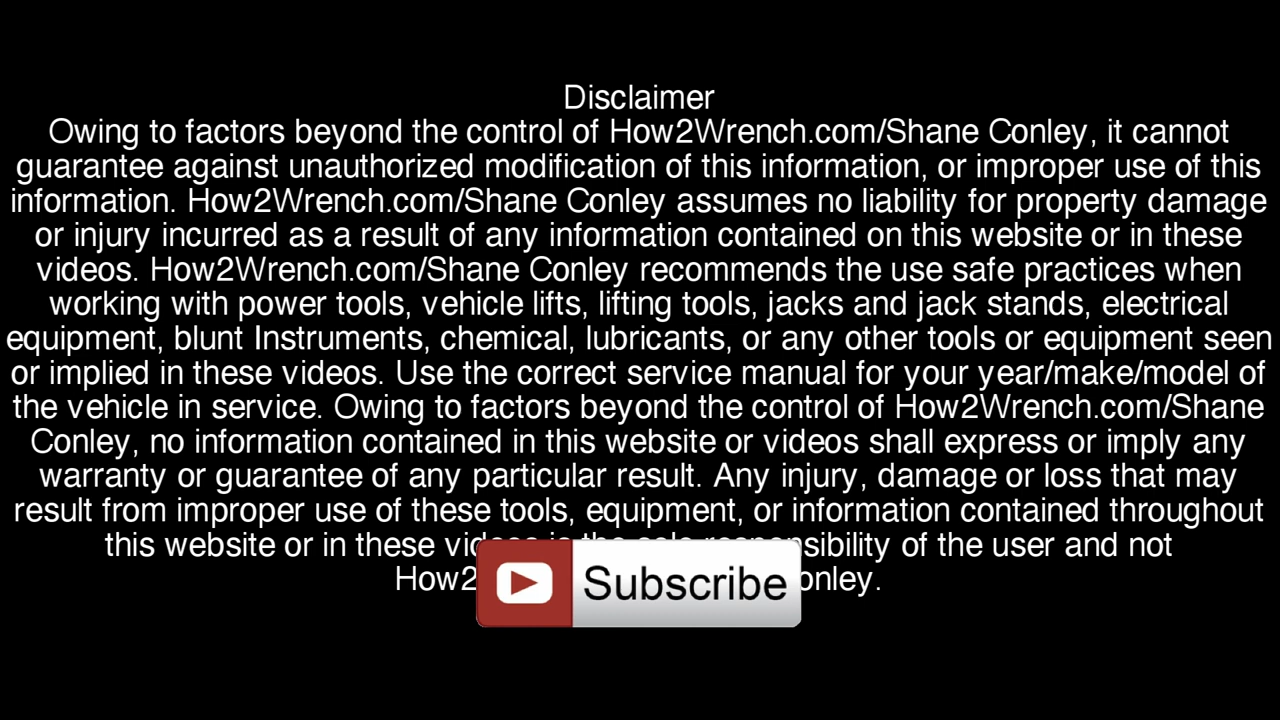 Disclaimer
Owing to factors beyond the control of How2Wrench.com/Shane Conley, it cannot
guarantee against unauthorized modification of this information, or improper use of this
information. How2Wrench.com/Shane Conley assumes no liability for property damage
or injury incurred as a result of any information contained on this website or in these
videos. How2Wrench.com/Shane Conley recommends the use safe practices when
working with power tools, vehicle lifts, lifting tools, jacks and jack stands, electrical
equipment, blunt Instruments, chemical, lubricants, or any other tools or equipment seen
or implied in these videos. Use the correct service manual for your year/make/model of
the vehicle in service. Owing to factors beyond the control of How2Wrench.com/Shane
Conley, no information contained in this website or videos shall express or imply any
warranty or guarantee of any particular result. Any injury, damage or loss that may
result from improper use of these tools, equipment, or information contained throughout
this website or in these videos is the sole responsibility of the user and not
How2 onley.
Subscribe